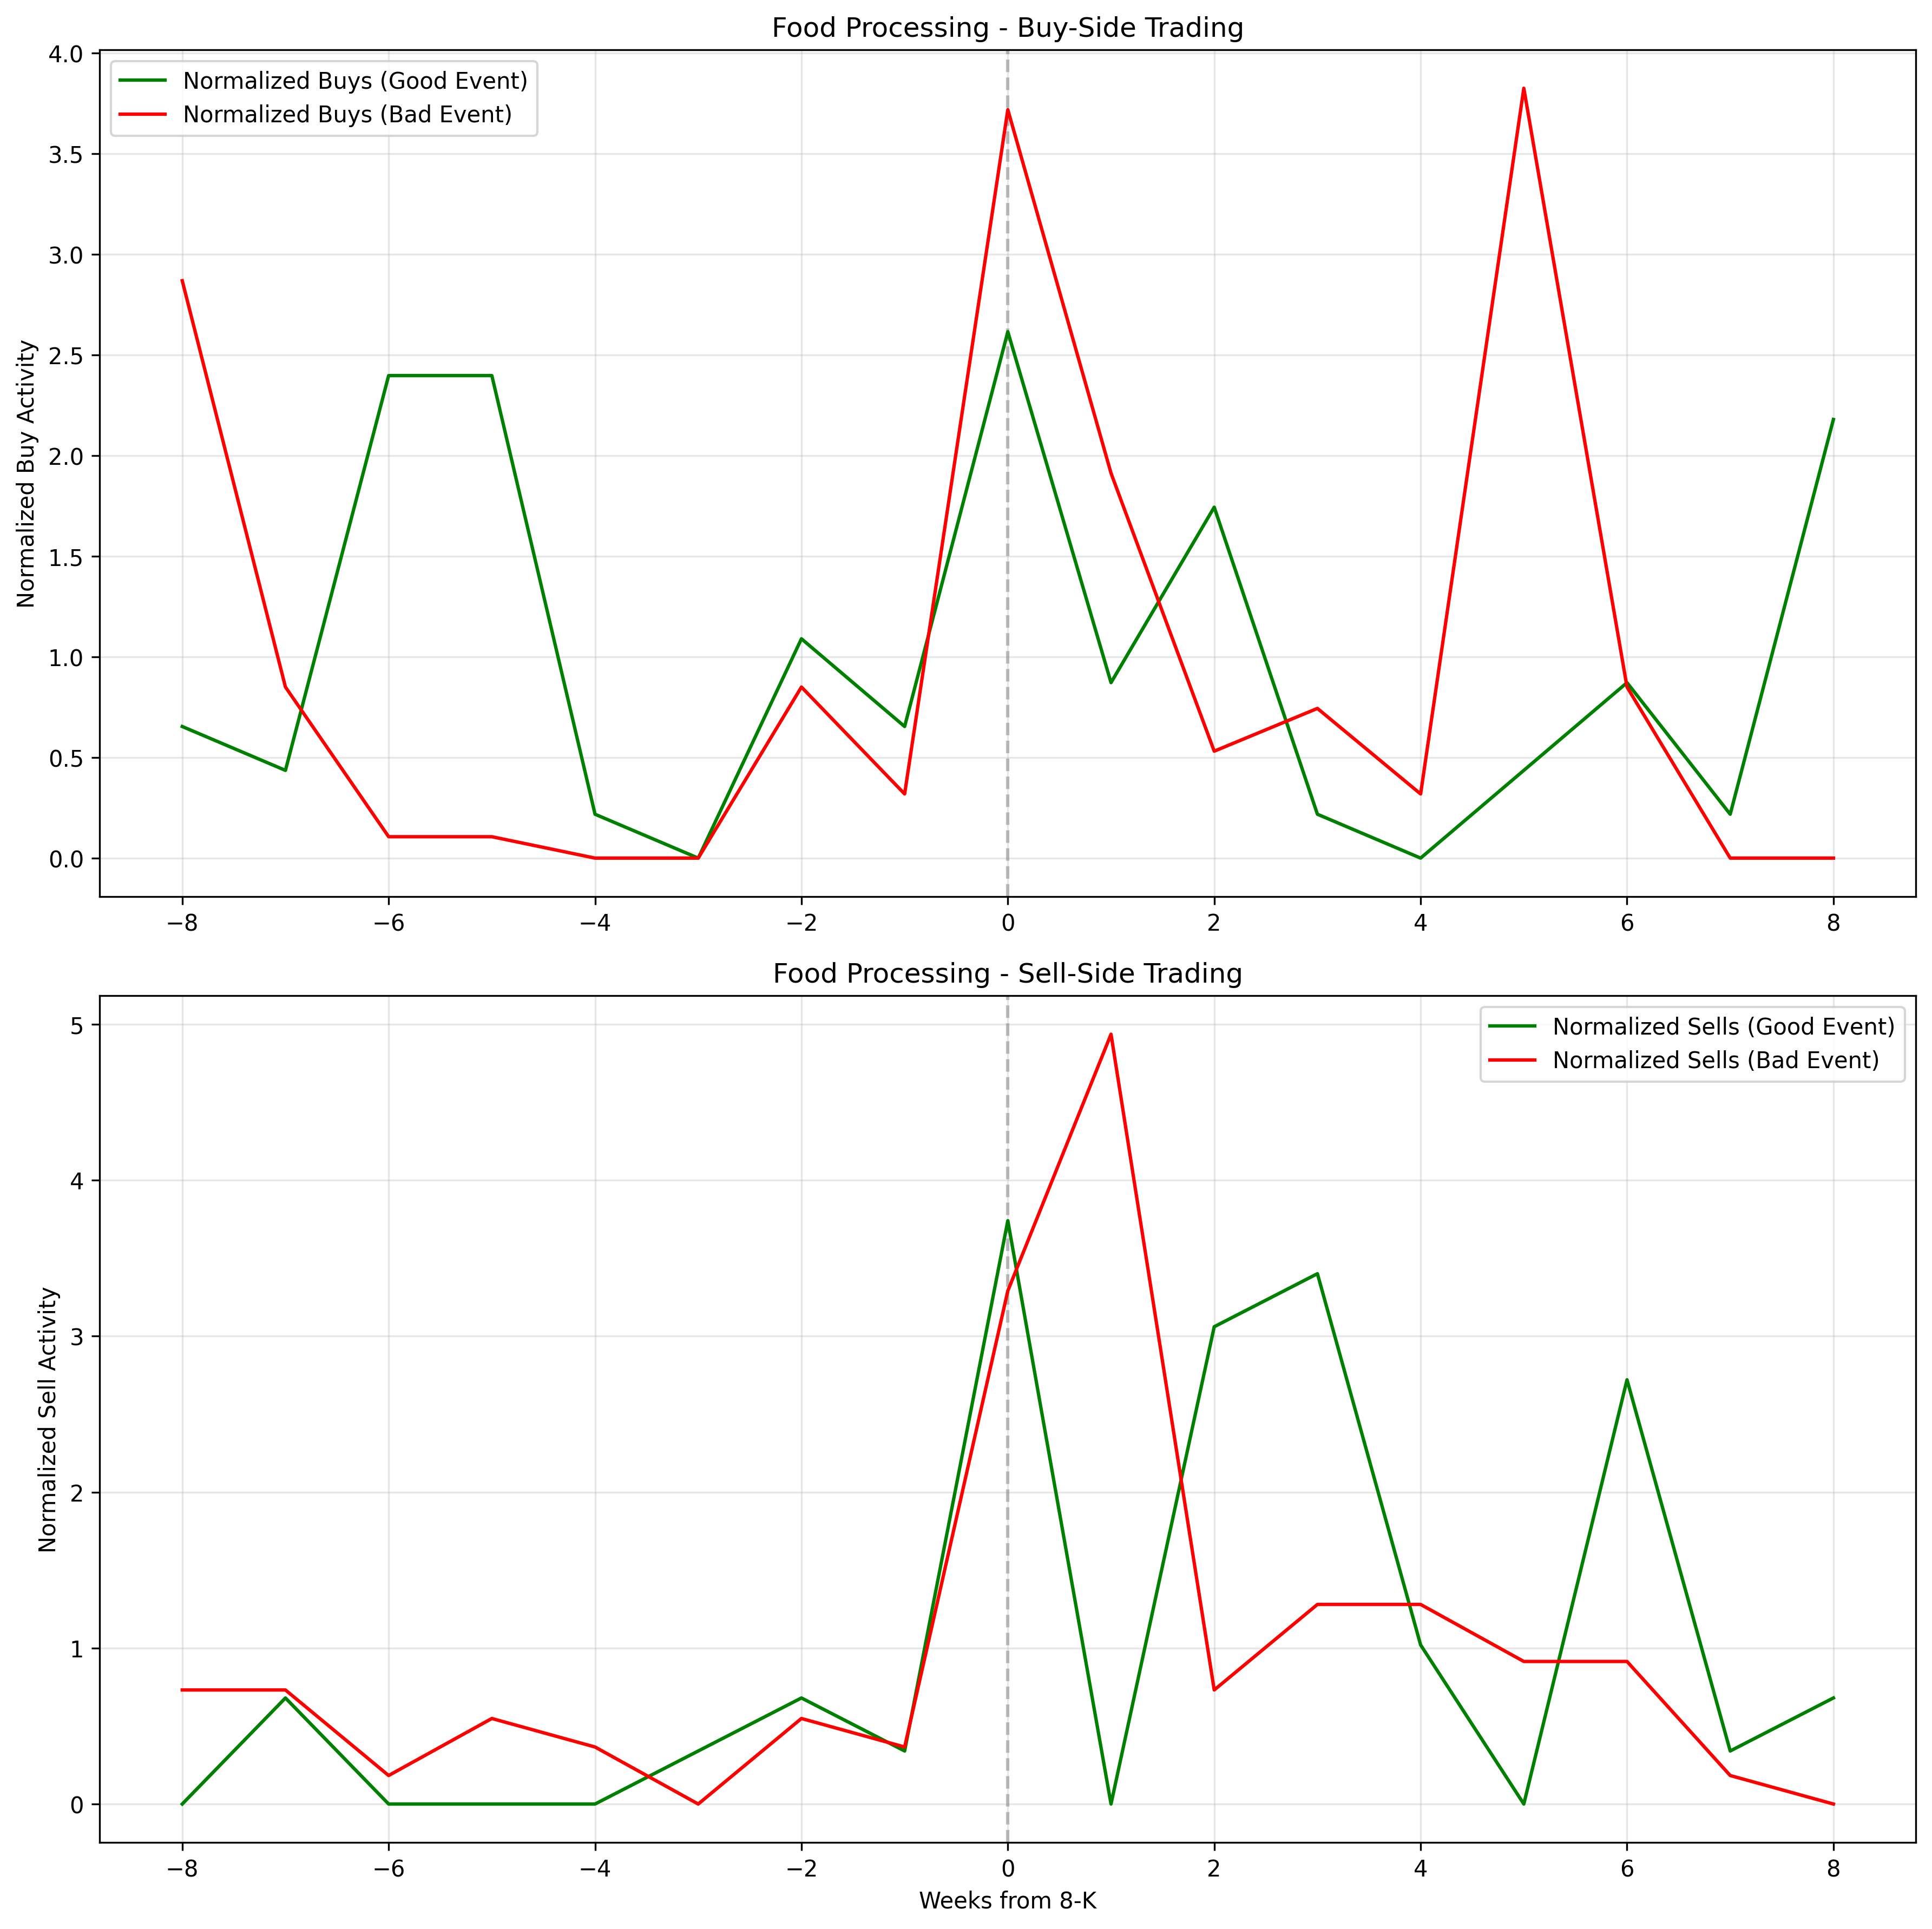 Food Processing - Buy-Side Trading
Normalized Buys (Good Event)
Normalized Buys (Bad Event)
Normalized Buy Activity
4.0
3.5
3.0
2.5
2.0
1.5
1.0
0.5
0.0
−8 −6 −4 −2 0 2 4 6 8
Food Processing - Sell-Side Trading
Normalized Sells (Good Event)
Normalized Sells (Bad Event)
Normalized Sell Activity
5
4
3
2
1
0
−8 −6 −4 −2 0 2 4 6 8
Weeks from 8-K